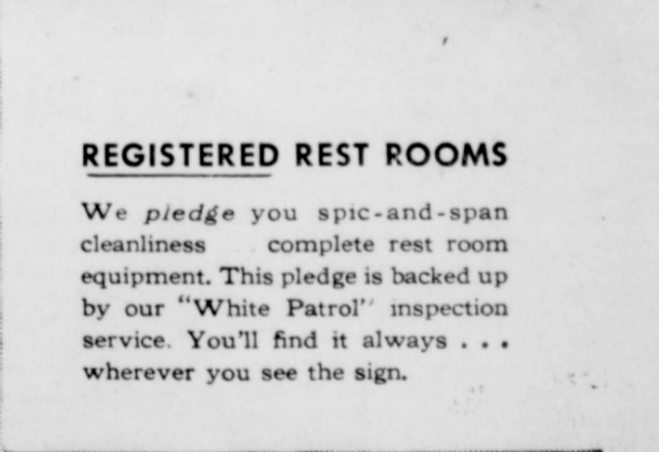 REGISTERED REST ROOMS
We pledge you spic-and-span
cleanliness complete rest room
equipment. This pledge is backed up
by our "White Patrol" inspection
service. You'll find it always . . .
wherever you see the sign.